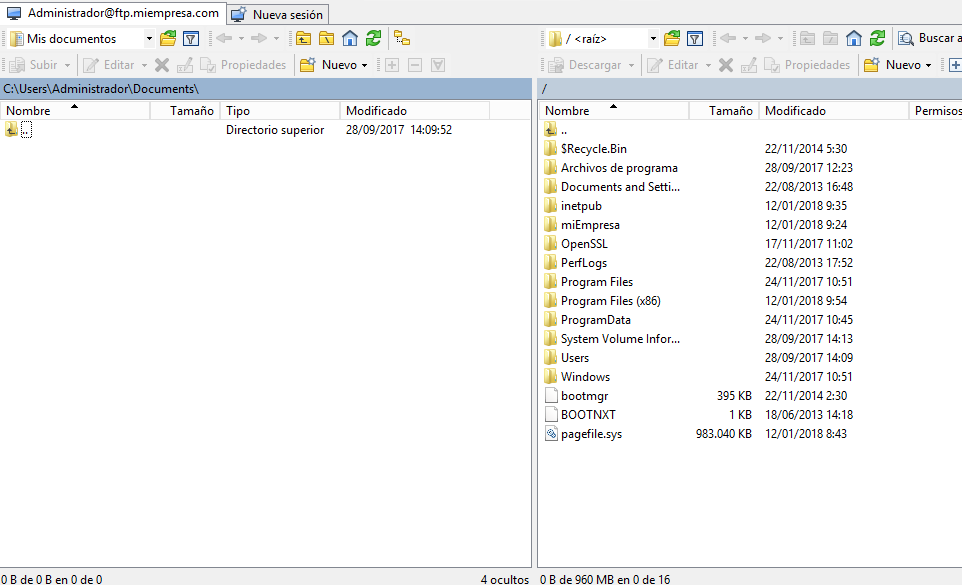 Administrador@ftp.miempresa.com Nueva sesión
Mis documentos / <raíz> Buscar a
Subir Editar Propiedades Nuevo Descargar Editar Propiedades Nuevo
C:\Users\Administrador\Documents\ /
Nombre Tamaño Tipo Modificado Nombre Tamaño Modificado Permisos
.. Directorio superior 28/09/2017 14:09:52 ..
$Recycle.Bin 22/11/2014 5:30
Archivos de programa 28/09/2017 12:23
Documents and Setti... 22/08/2013 16:48
inetpub 12/01/2018 9:35
miEmpresa 12/01/2018 9:24
OpenSSL 17/11/2017 11:02
PerfLogs 22/08/2013 17:52
Program Files 24/11/2017 10:51
Program Files (x86) 12/01/2018 9:54
ProgramData 24/11/2017 10:45
System Volume Infor... 28/09/2017 14:13
Users 28/09/2017 14:09
Windows 24/11/2017 10:51
bootmgr 395 KB 22/11/2014 2:30
BOOTNXT 1 KB 18/06/2013 14:18
pagefile.sys 983.040 KB 12/01/2018 8:43
0 B de 0 B en 0 de 0 4 ocultos 0 B de 960 MB en 0 de 16